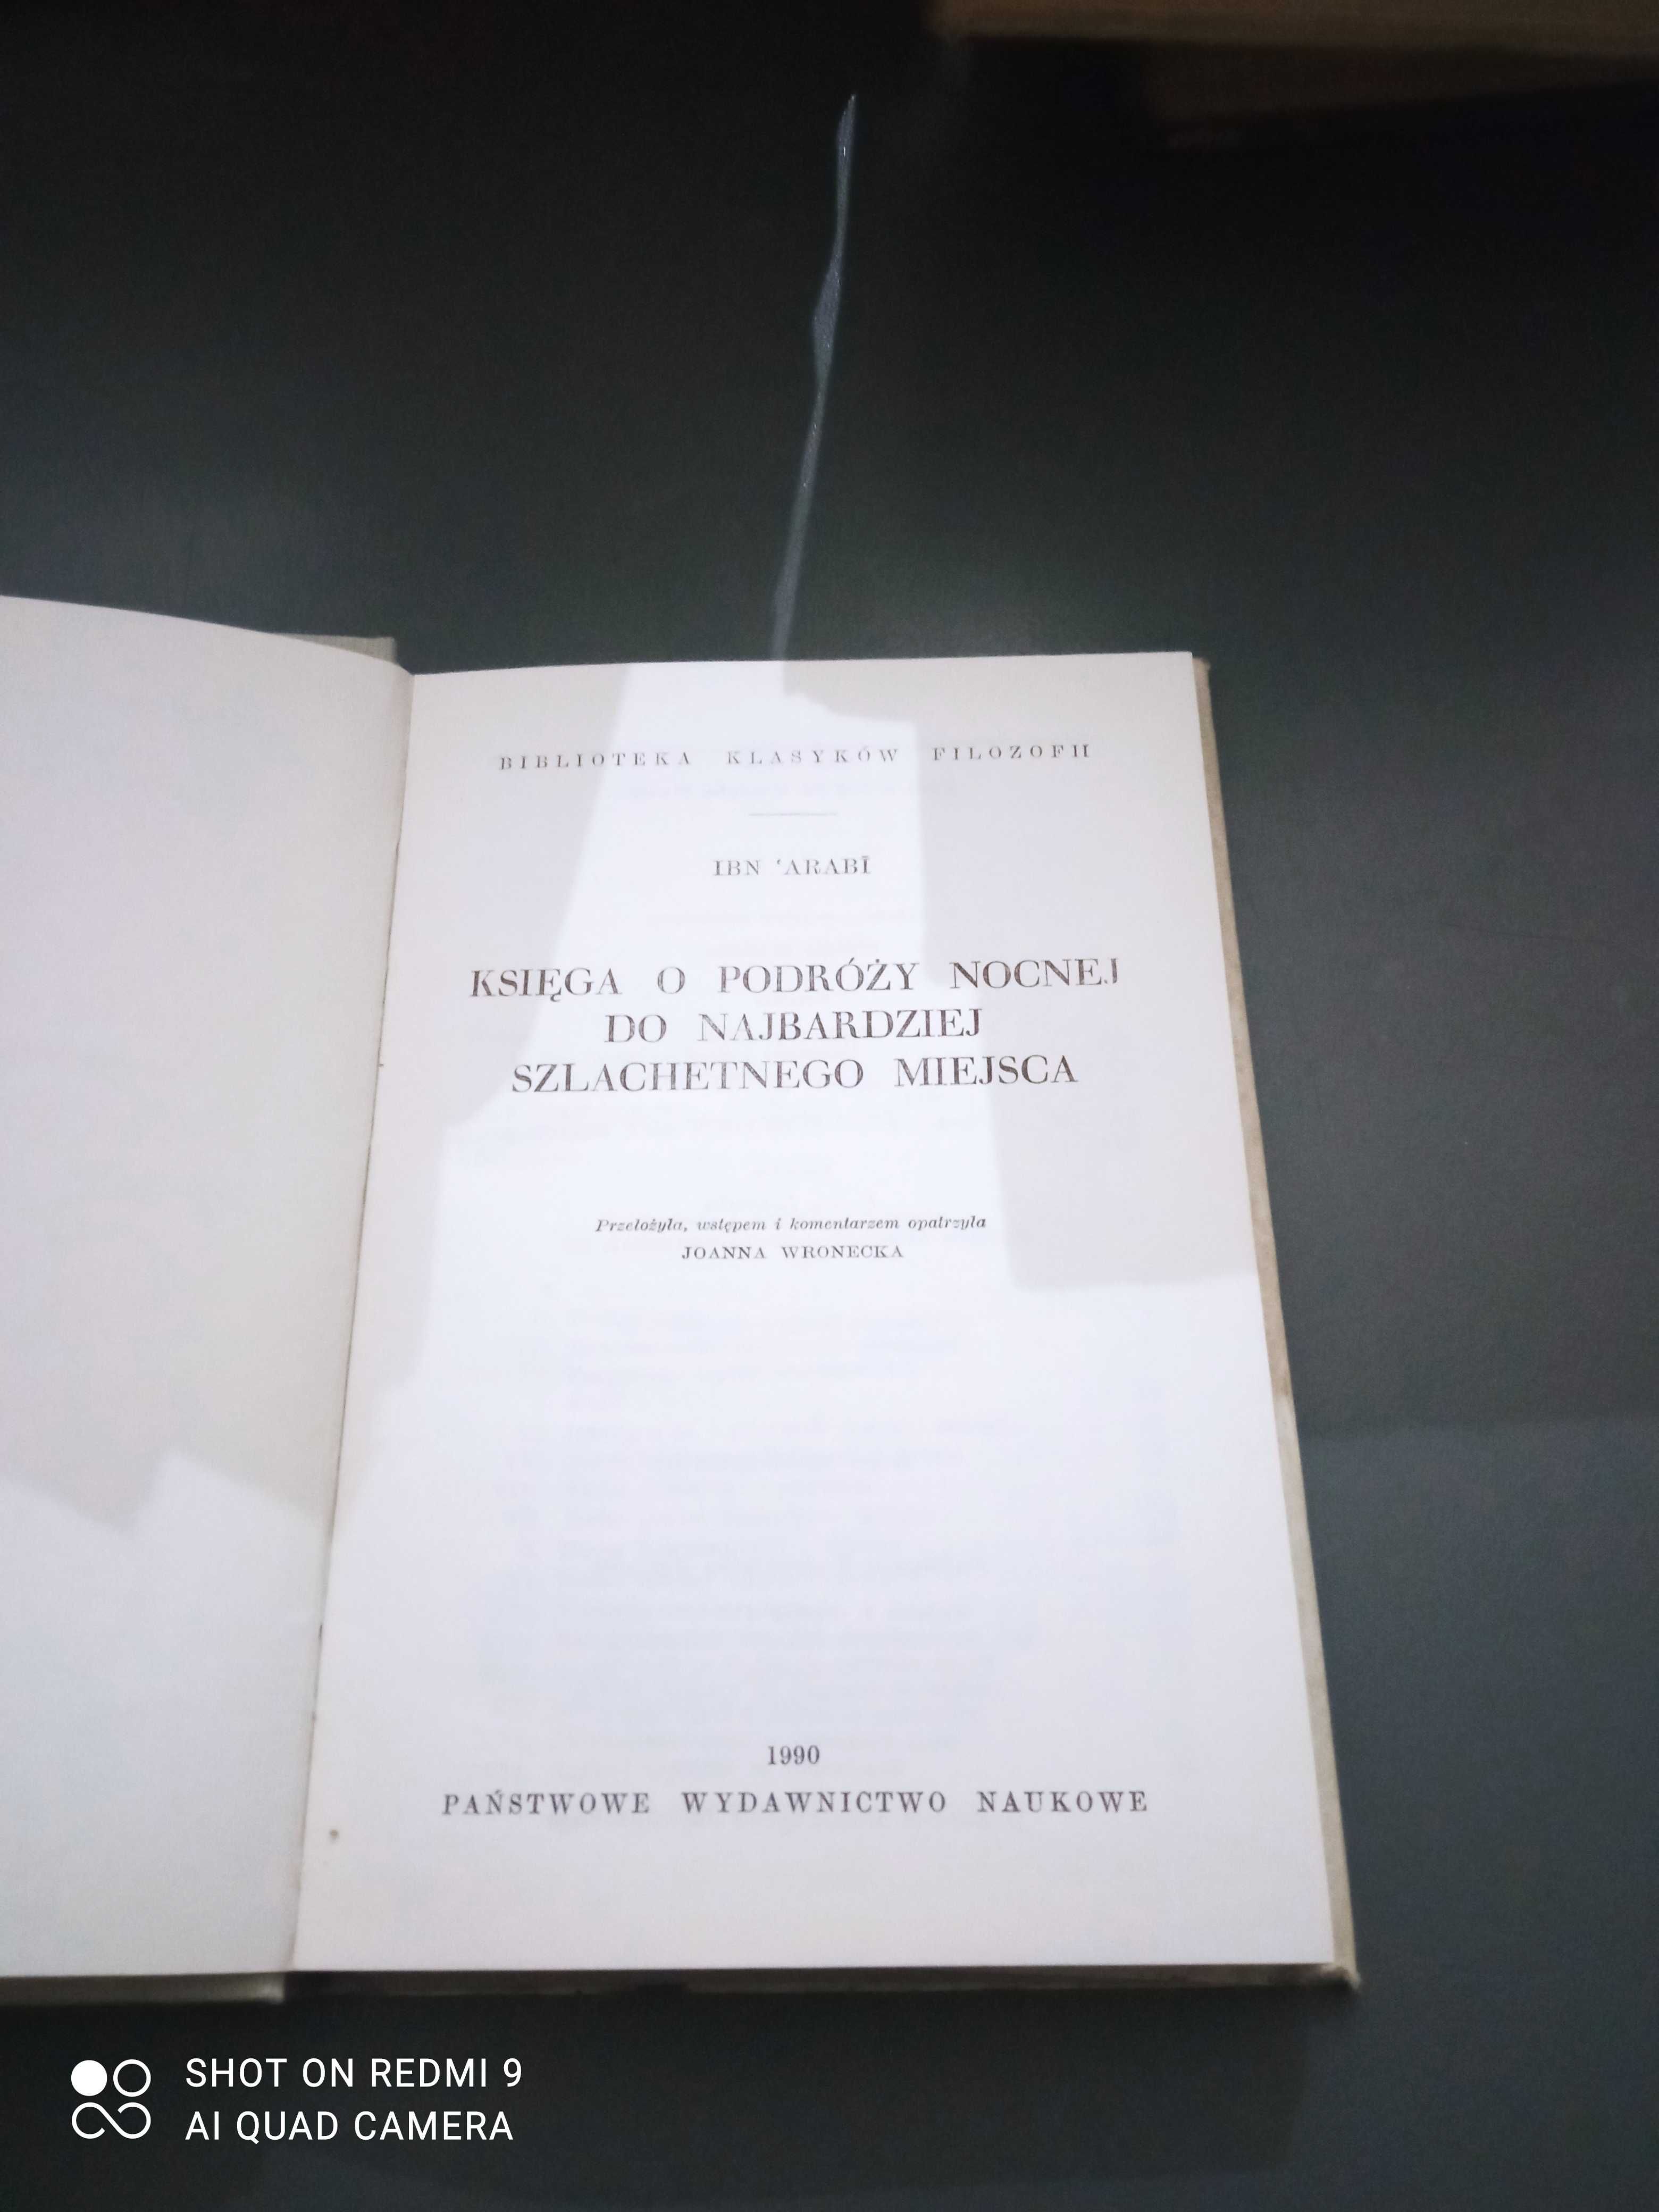 BIBLIOTEKA KLASYKÓW FILOZOFII
IBN ‘ARABĪ
KSIĘGA O PODRÓŻY NOCNEJ
DO NAJBARDZIEJ
SZLACHETNEGO MIEJSCA
Przełożyła, wstępem i komentarzem opatrzyła
JOANNA WRONECKA
1990
PAŃSTWOWE WYDAWNICTWO NAUKOWE
SHOT ON REDMI 9
AI QUAD CAMERA